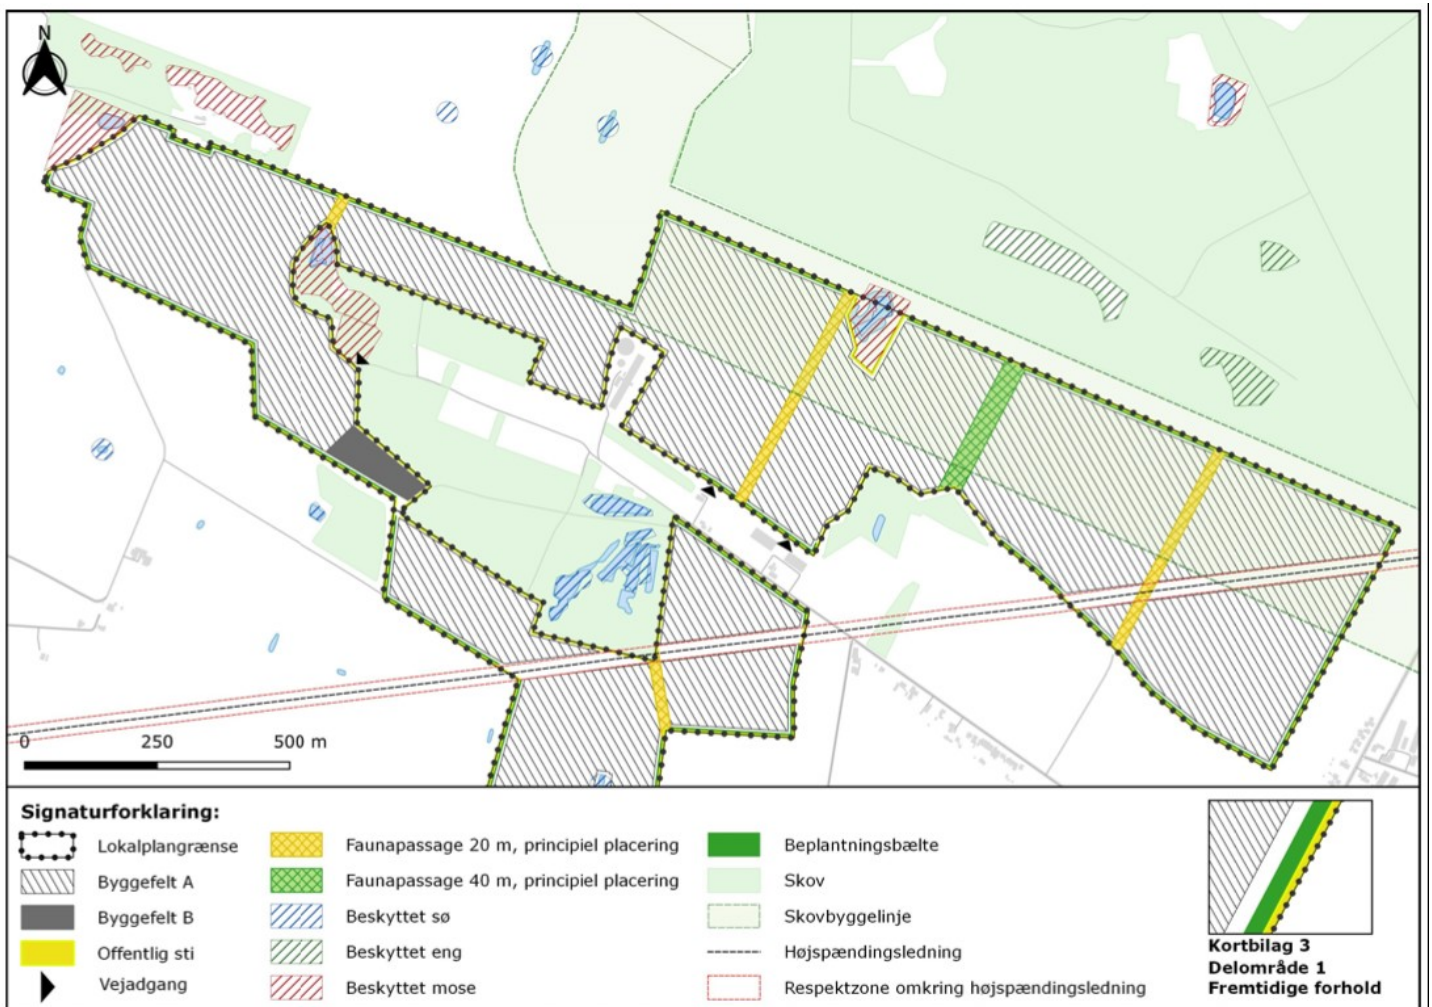 N
0 250 500 m
Signaturforklaring:
Lokalplangrænse
Byggefelt A
Byggefelt B
Offentlig sti
Vejadgang
Faunapassage 20 m, principiel placering
Faunapassage 40 m, principiel placering
Beskyttet sø
Beskyttet eng
Beskyttet mose
Beplantningsbælte
Skov
Skovbyggelinje
Højspændingsledning
Respektzone omkring højspændingsledning
Kortbilag 3
Delområde 1
Fremtidige forhold